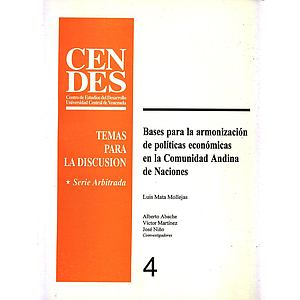 CEN
DES
Centro de Estudios del Desarrollo
Universidad Central de Venezuela
TEMAS
PARA
LA DISCUSION
* Serie Arbitrada
Bases para la armonización
de políticas económicas
en la Comunidad Andina
de Naciones
Luis Mata Mollejas
Alberto Abache
Víctor Martínez
José Niño
Coinvestigadores
4